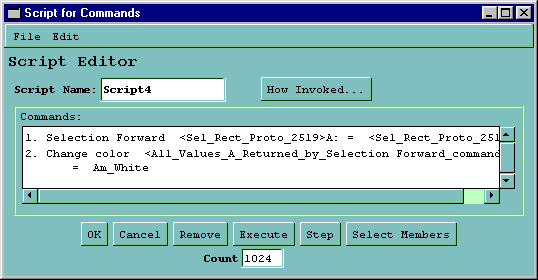 Script for Commands
File Edit
Script Editor
Script Name: Script4 How Invoked...
Commands:
1. Selection Forward <Sel_Rect_Proto_2519>A: = <Sel_Rect_Proto_251
2. Change color <All_Values_A_Returned_by_Selection Forward_command
= Am_White
OK Cancel Remove Execute Step Select Members
Count 1024